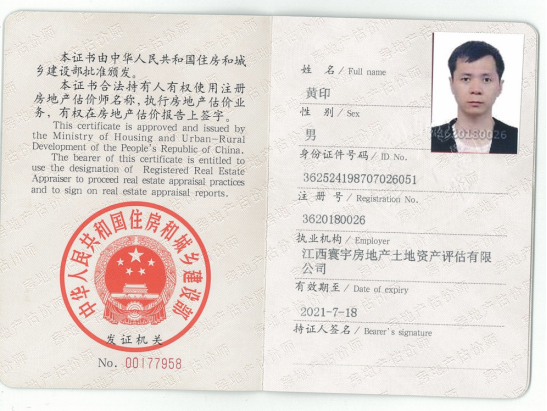 本证书由中华人民共和国住房和城
乡建设部批准颁发。
本证书合法持有人有权使用注册
房地产估价师名称，执行房地产估价业
务，有权在房地产估价报告上签字。
This certificate is approved and issued by
the Ministry of Housing and Urban-Rural
Development of the People's Republic of China.
The bearer of this certificate is entitled to
use the designation of Registered Real Estate
Appraiser to proceed real estate appraisal practices
and to sign on real estate appraisal reports.
中华人民共和国住房和城乡建设部
发证机关
No. 00177958
姓 名 / Full name
黄印
性 别 / Sex
男
身份证件号码 / ID No.
362524198707026051
注 册 号 / Registration No.
3620180026
执业机构 / Employer
江西寰宇房地产土地资产评估有限
公司
有效期至 / Date of expiry
2021-7-18
持证人签名 / Bearer's signature